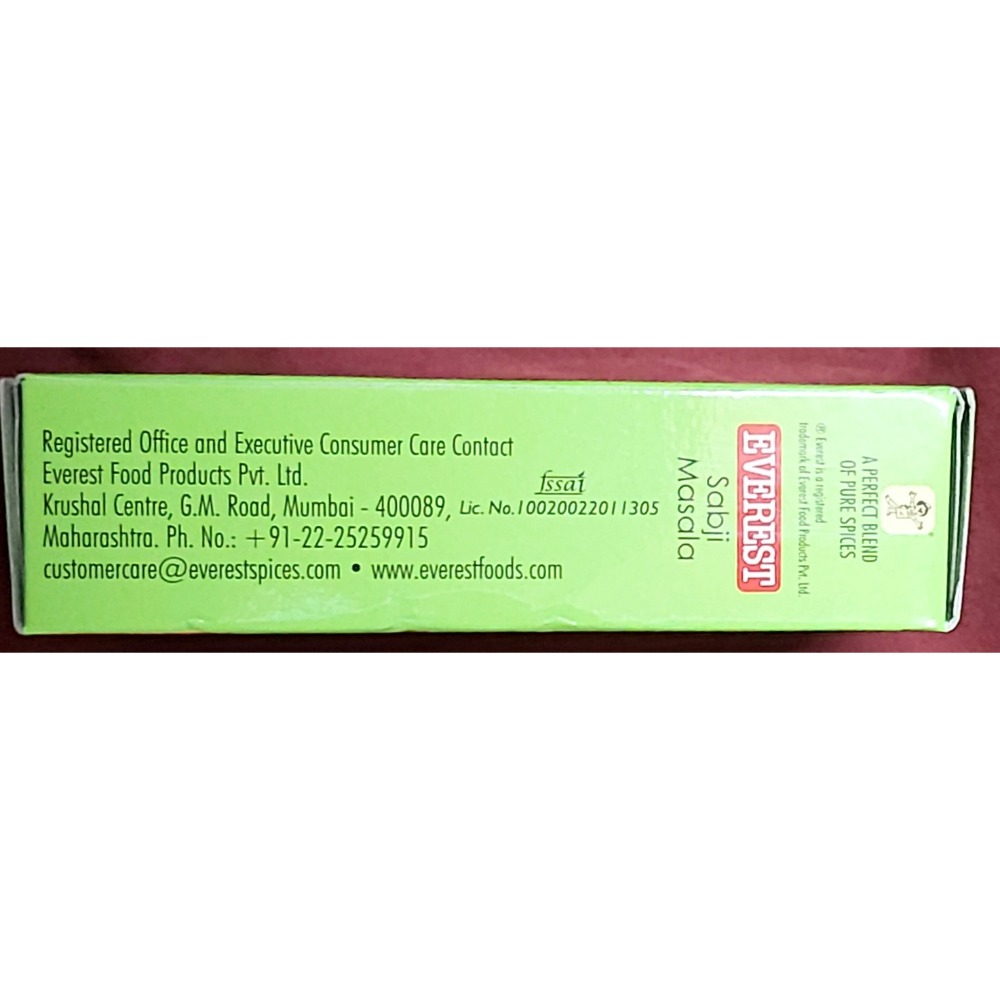 Registered Office and Executive Consumer Care Contact
Everest Food Products Pvt. Ltd.
fssai
Krushal Centre, G.M. Road, Mumbai - 400089, Lic. No.10020022011305
Maharashtra. Ph. No.: +91-22-25259915
customercare@everestspices.com • www.everestfoods.com
A PERFECT BLEND
OF PURE SPICES
® Everest is a registered
trademark of Everest Food Products Pvt. Ltd.
EVEREST
Sabji
Masala